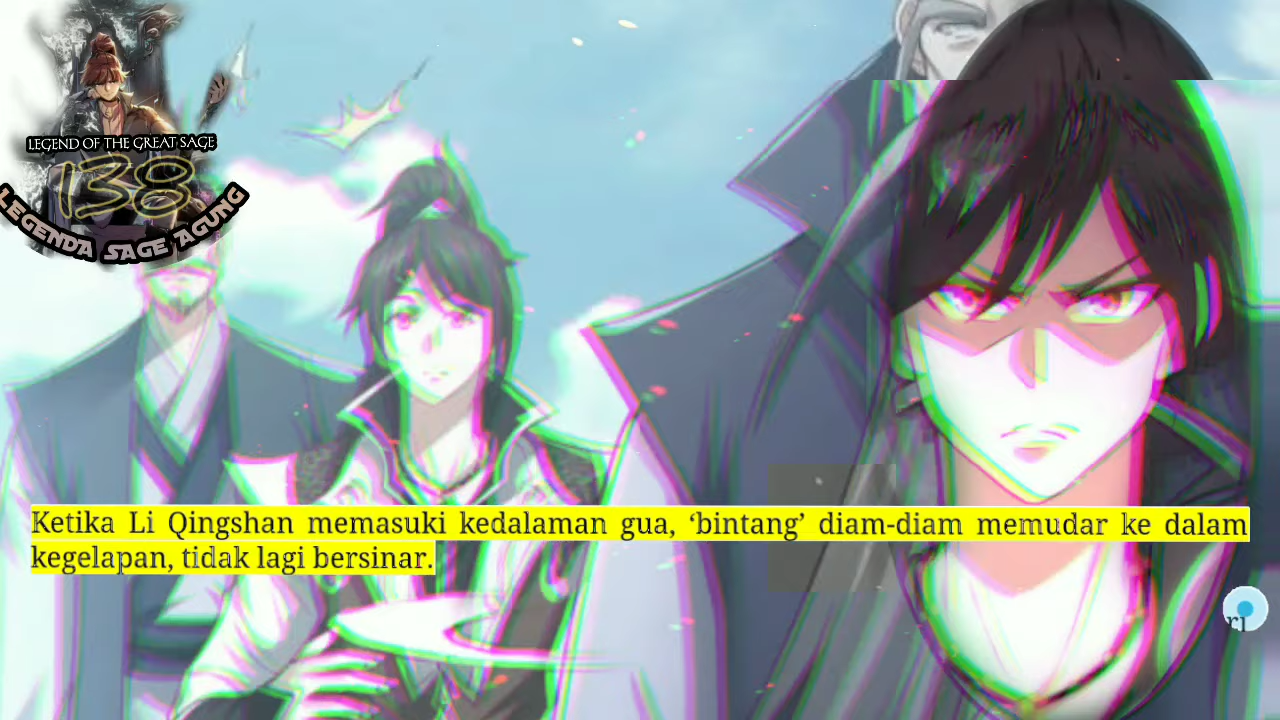 LEGEND OF THE GREAT SAGE
138
LEGENDA SAGE AGUNG
Ketika Li Qingshan memasuki kedalaman gua, ‘bintang’ diam-diam memudar ke dalam
kegelapan, tidak lagi bersinar.